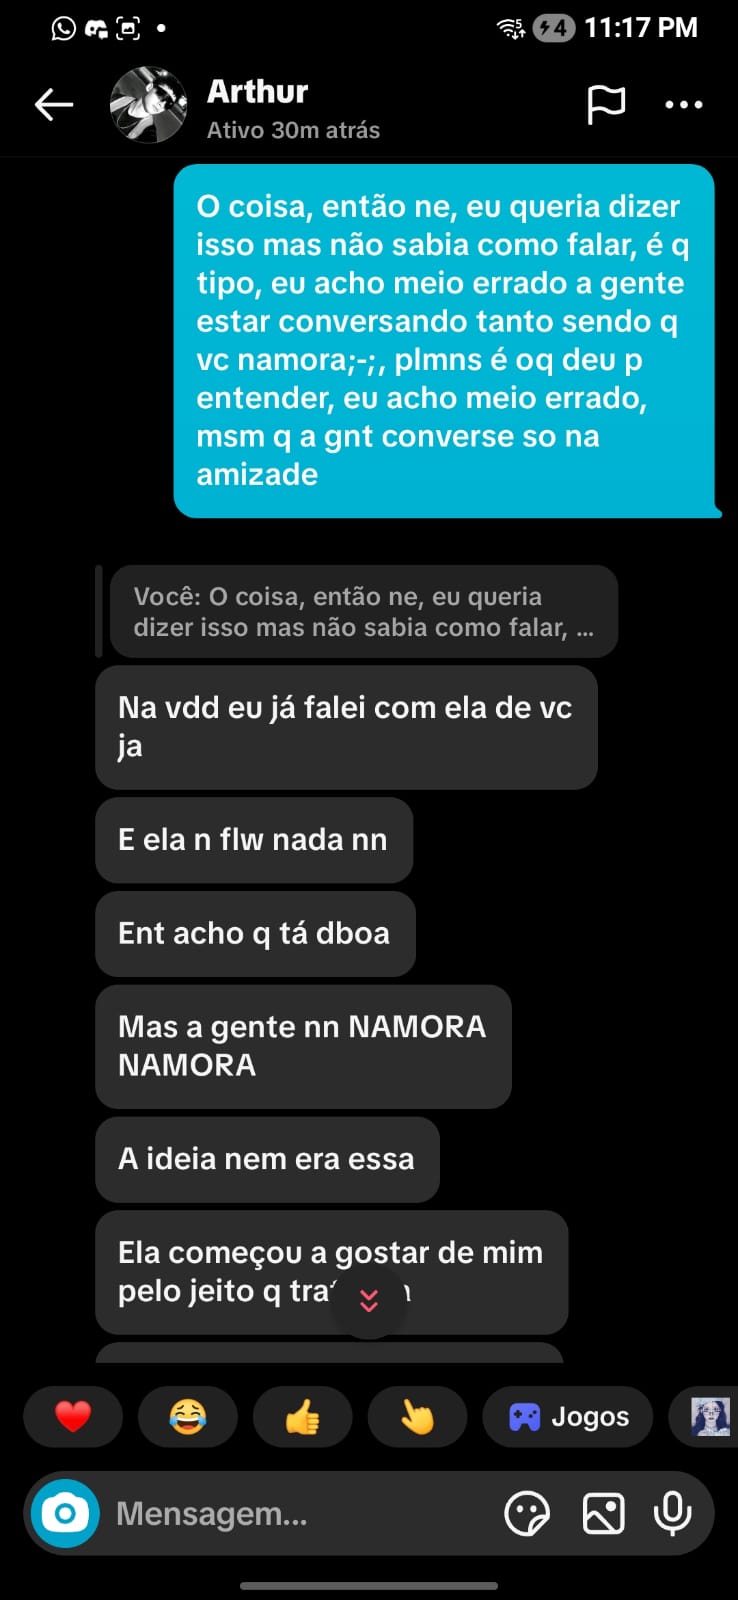 4 11:17 PM
Arthur
Ativo 30m atrás
O coisa, então ne, eu queria dizer
isso mas não sabia como falar, é q
tipo, eu acho meio errado a gente
estar conversando tanto sendo q
vc namora;-;, plmns é oq deu p
entender, eu acho meio errado,
msm q a gnt converse so na
amizade
Você: O coisa, então ne, eu queria
dizer isso mas não sabia como falar, ...
Na vdd eu já falei com ela de vc
ja
E ela n flw nada nn
Ent acho q tá dboa
Mas a gente nn NAMORA
NAMORA
A ideia nem era essa
Ela começou a gostar de mim
pelo jeito q
Jogos
Mensagem...